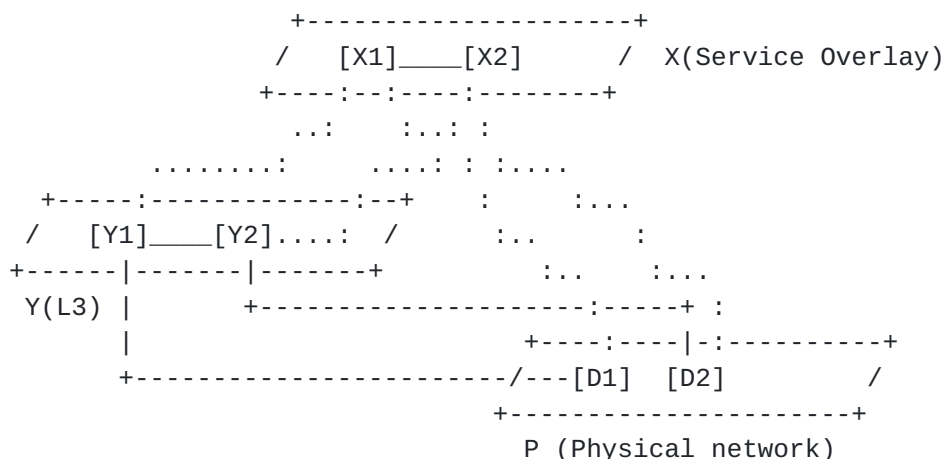 +---------------------+
                 /   [X1]____[X2]      /  X(Service Overlay)
                +----:--:----:--------+
                  ..:    :..: :
         ........:     ....: : :....
  +-----:-------------:--+    :     :...
 /   [Y1]____[Y2]....:  /      :..      :
+------|-------|-------+          :..    :...
 Y(L3) |       +---------------------:-----+ :
       |                         +----:----|-:----------+
       +------------------------/---[D1]  [D2]         /
                               +----------------------+
                                 P (Physical network)